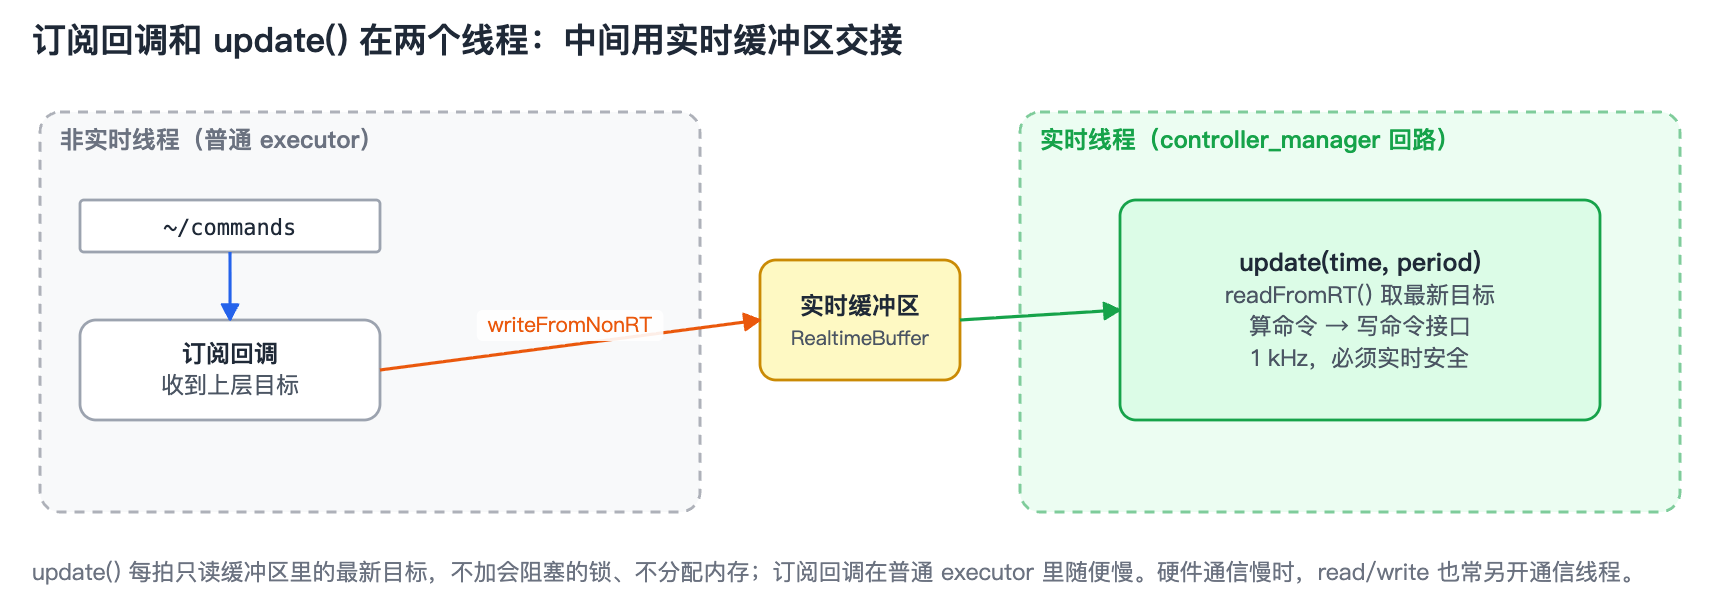 订阅回调和 update() 在两个线程：中间用实时缓冲区交接
非实时线程（普通 executor）
~/commands
订阅回调
收到上层目标
writeFromNonRT
实时缓冲区
RealtimeBuffer
实时线程（controller_manager 回路）
update(time, period)
readFromRT() 取最新目标
算命令 → 写命令接口
1 kHz，必须实时安全
update() 每拍只读缓冲区里的最新目标，不加会阻塞的锁、不分配内存；订阅回调在普通 executor 里随便慢。硬件通信慢时，read/write 也常另开通信线程。